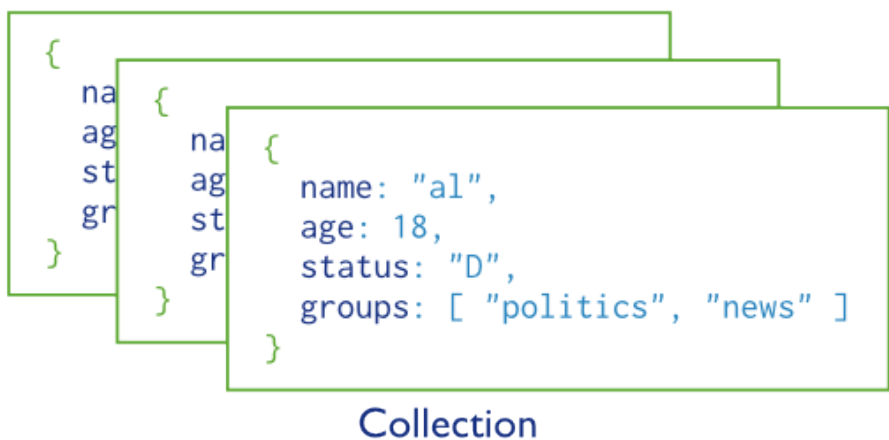 {
na
ag
st
gr
}
{
na
ag
st
gr
}
{
name: "al",
age: 18,
status: "D",
groups: [ "politics", "news" ]
}
Collection